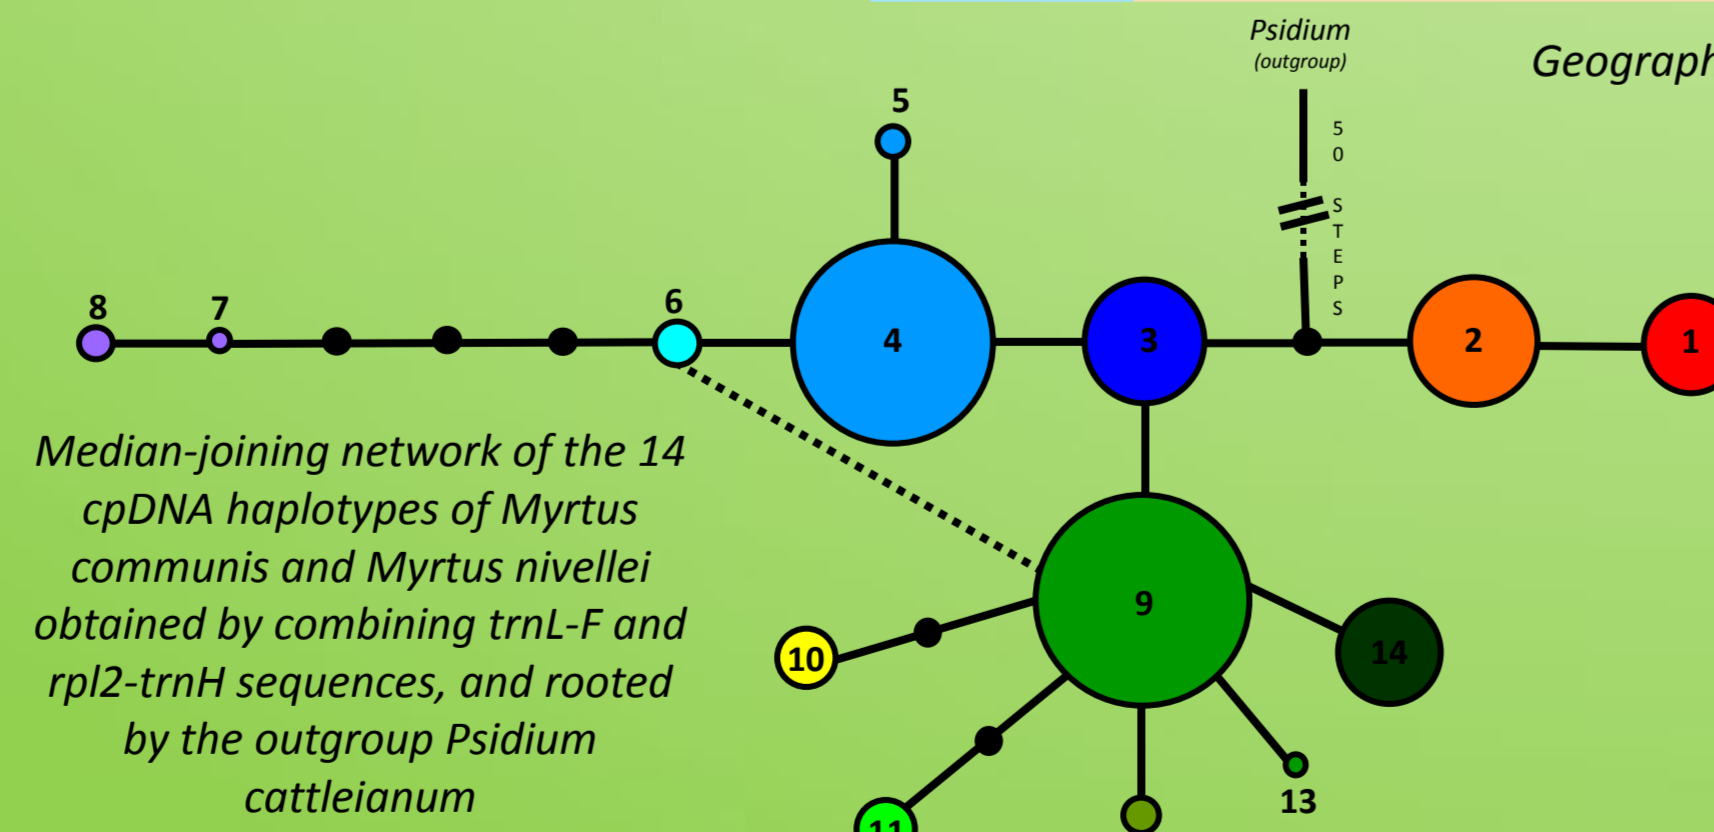 Psidium
(outgroup)
Geograph
5
5
0
S
T
E
P
S
8
7
6
4
3
2
1
Median-joining network of the 14
cpDNA haplotypes of Myrtus
communis and Myrtus nivellei
obtained by combining trnL-F and
rpl2-trnH sequences, and rooted
by the outgroup Psidium
cattleianum
9
10
14
13
11